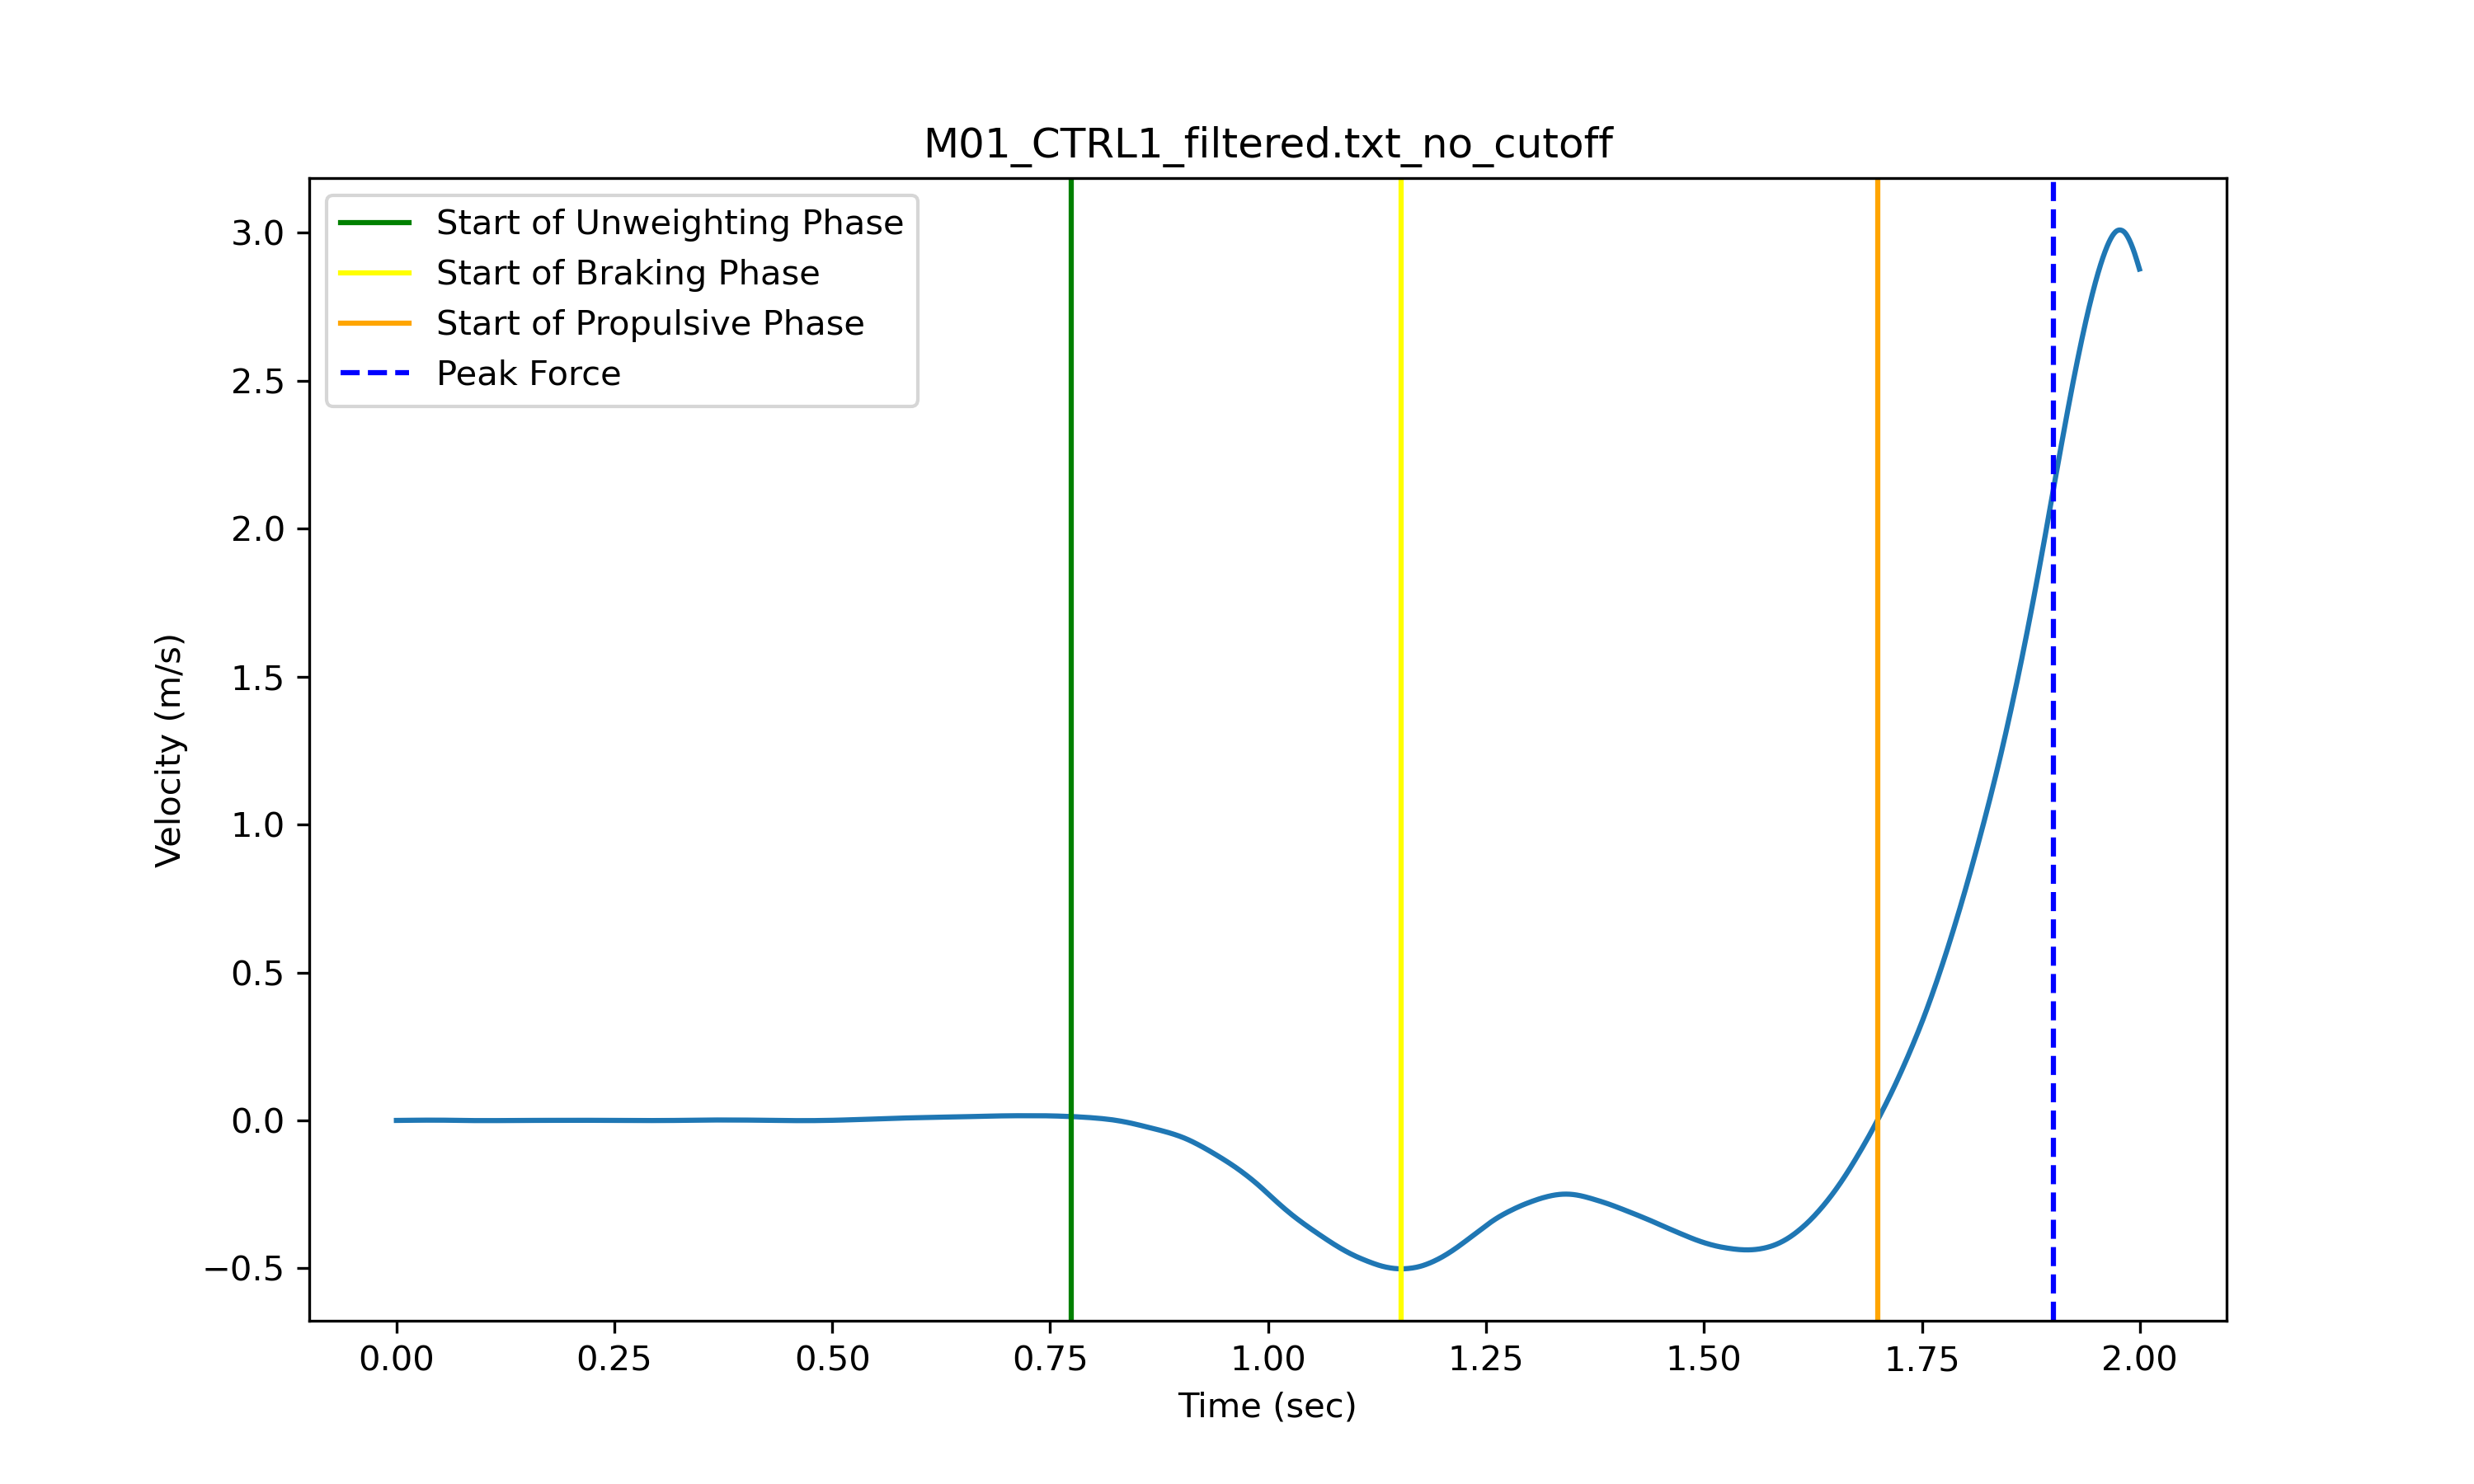 M01_CTRL1_filtered.txt_no_cutoff
Start of Unweighting Phase
Start of Braking Phase
Start of Propulsive Phase
Peak Force
3.0
2.5
2.0
1.5
1.0
0.5
0.0
−0.5
Velocity (m/s)
0.00 0.25 0.50 0.75 1.00 1.25 1.50 1.75 2.00
Time (sec)